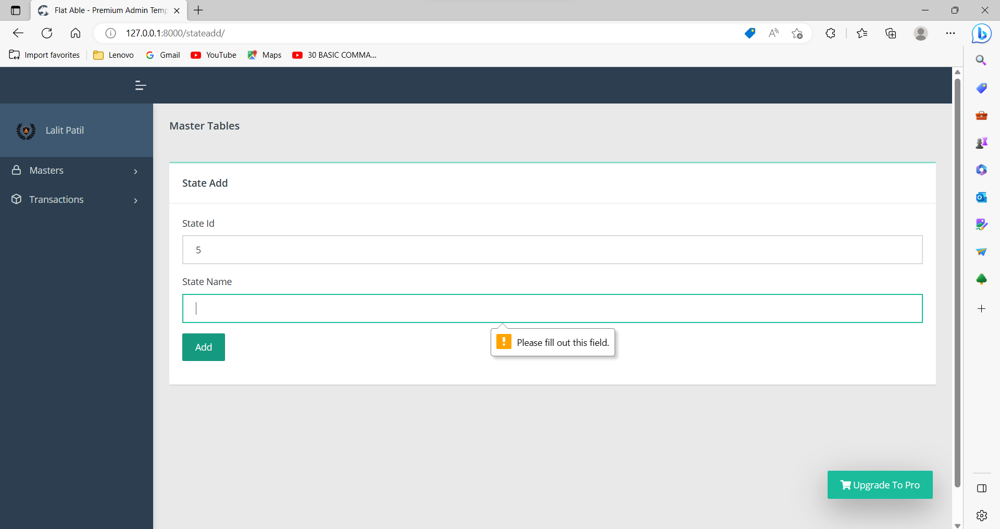 Flat Able - Premium Admin Temp
127.0.0.1:8000/stateadd/
Import favorites
Lenovo
Gmail
YouTube
Maps
30 BASIC COMMA...
Lalit Patil
Masters
Transactions
Master Tables
State Add
State Id
5
State Name
Please fill out this field.
Add
Upgrade To Pro